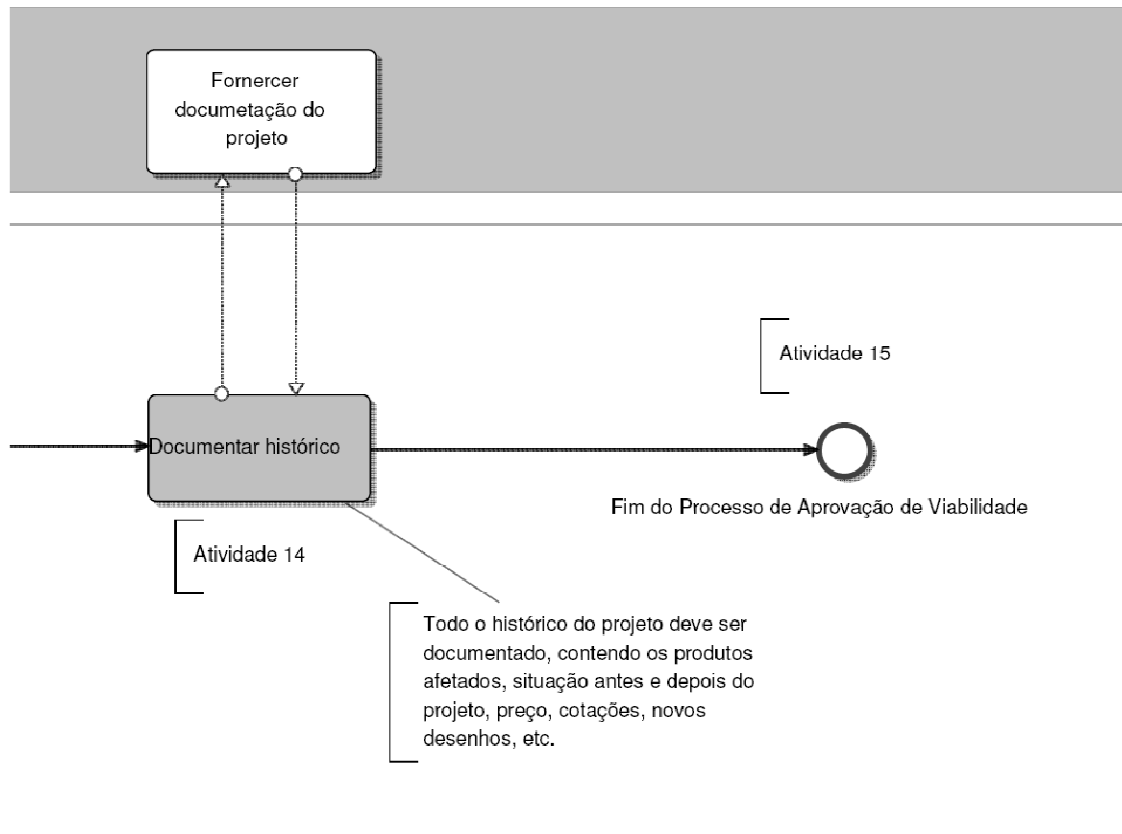 Fornercer
documetação do
projeto
Atividade 15
Documentar histórico
Fim do Processo de Aprovação de Viabilidade
Atividade 14
Todo o histórico do projeto deve ser
documentado, contendo os produtos
afetados, situação antes e depois do
projeto, preço, cotações, novos
desenhos, etc.